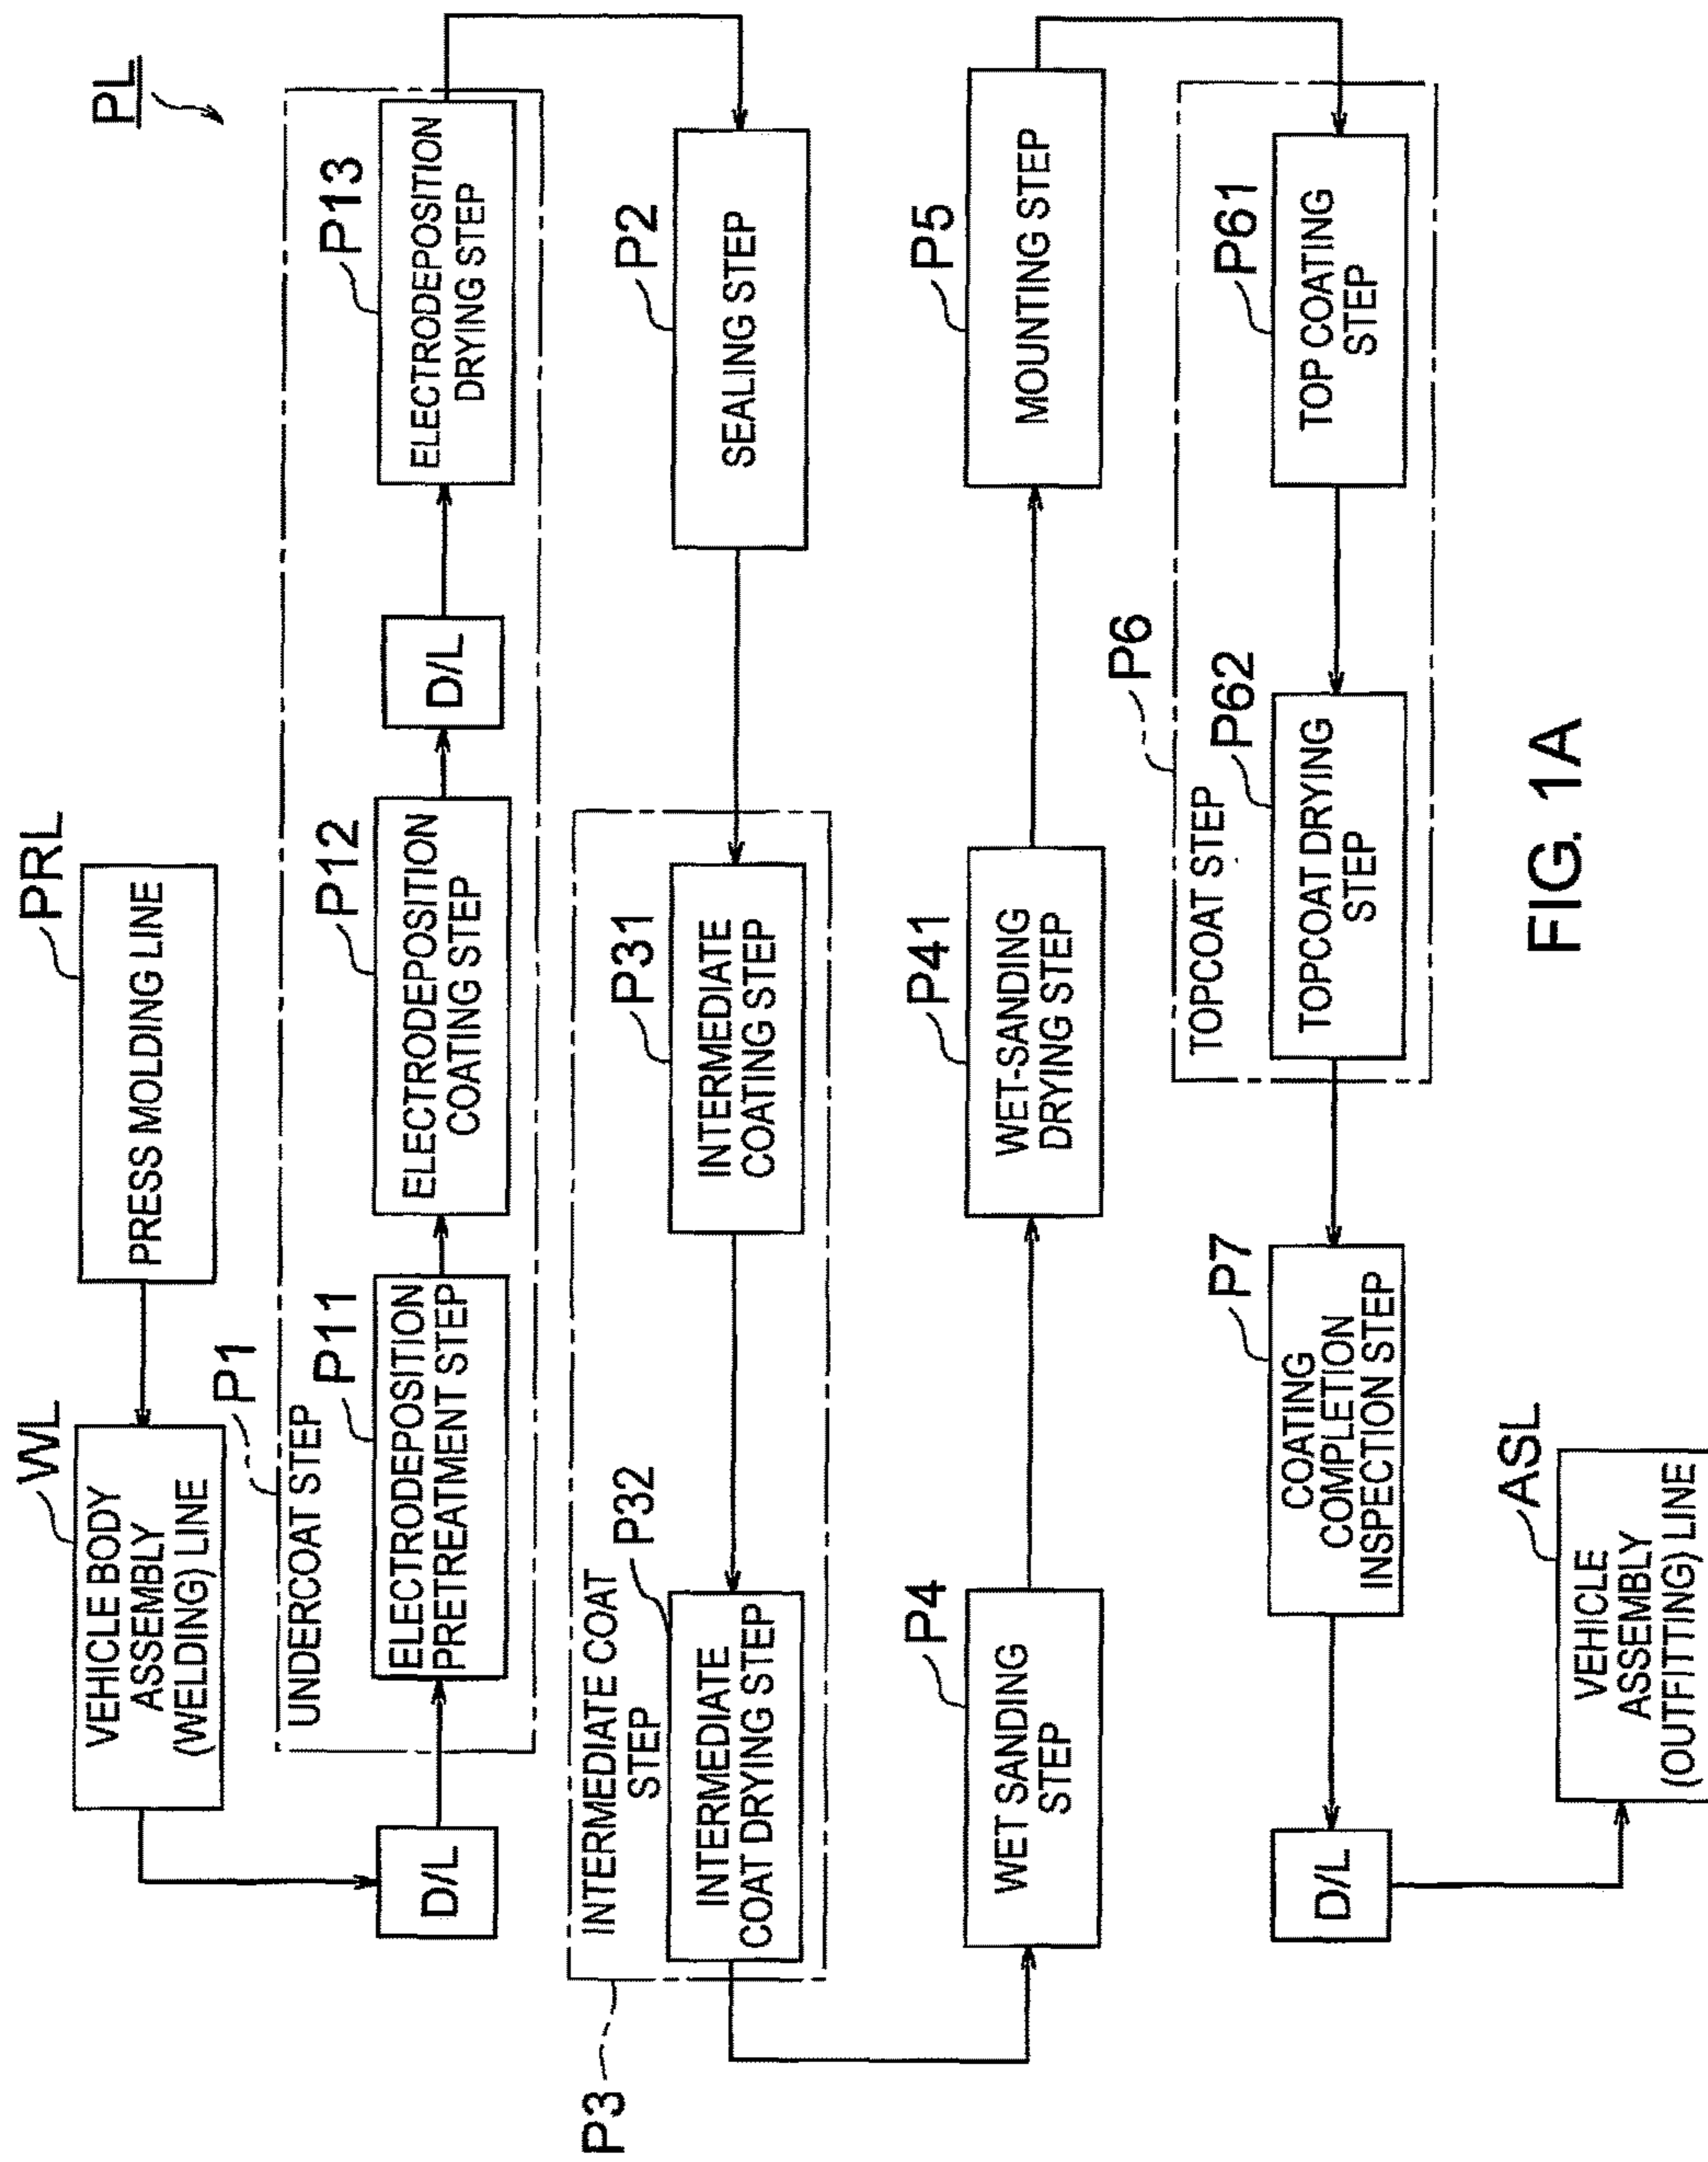 PL
WL
PRL
VEHICLE BODY
ASSEMBLY
(WELDING) LINE
PRESS MOLDING LINE
P1
UNDERCOAT STEP
P11
P12
P13
D/L
ELECTRODEPOSITION
PRETREATMENT STEP
ELECTRODEPOSITION
COATING STEP
D/L
ELECTRODEPOSITION
DRYING STEP
P3
INTERMEDIATE COAT
STEP
P32
P31
P2
INTERMEDIATE
COAT DRYING STEP
INTERMEDIATE
COATING STEP
SEALING STEP
P4
P41
P5
WET SANDING
STEP
WET-SANDING
DRYING STEP
MOUNTING STEP
P6
TOPCOAT STEP
P7
P62
P61
D/L
COATING
COMPLETION
INSPECTION STEP
TOPCOAT DRYING
STEP
TOP COATING
STEP
ASL
VEHICLE
ASSEMBLY
(OUTFITTING) LINE
FIG. 1A